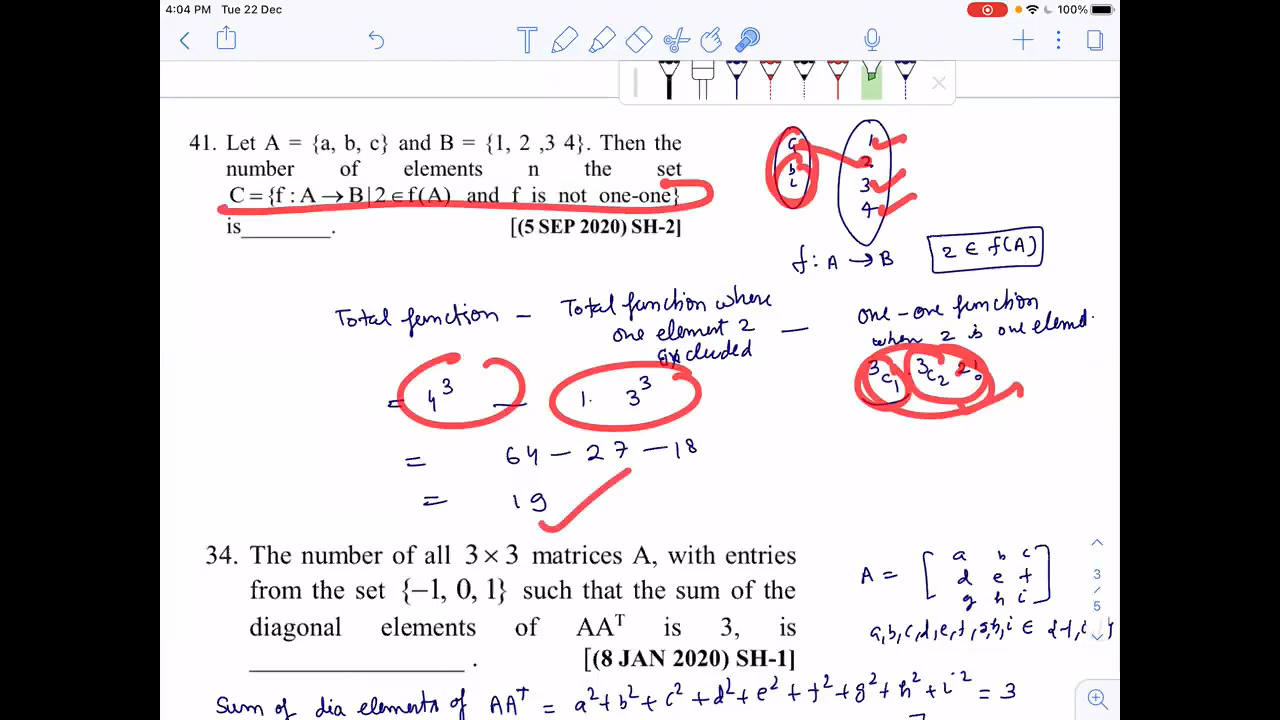 4:04 PM Tue 22 Dec
100%
41. Let A = {a, b, c} and B = {1, 2 ,3 4}. Then the
number of elements n the set
C = {f : A → B | 2 ∈ f(A) and f is not one-one}
is________. [(5 SEP 2020) SH-2]
a
b
c
1
2
3
4
f : A → B
2 ∈ f(A)
Total function – Total function where
one element 2
excluded
– one-one function
when 2 is one element.
= 4³ – 1. 3³
³C₁ . ³C₂ 2!
= 64 – 27 – 18
= 19
34. The number of all 3 × 3 matrices A, with entries
from the set {–1, 0, 1} such that the sum of the
diagonal elements of AAᵀ is 3, is
________________ . [(8 JAN 2020) SH-1]
A = [ a b c
d e f
g h i ]
a,b,c,d,e,f,g,h,i ∈
3
/
5
Sum of dia elements of AAᵀ = a² + b² + c² + d² + e² + f² + g² + h² + i² = 3